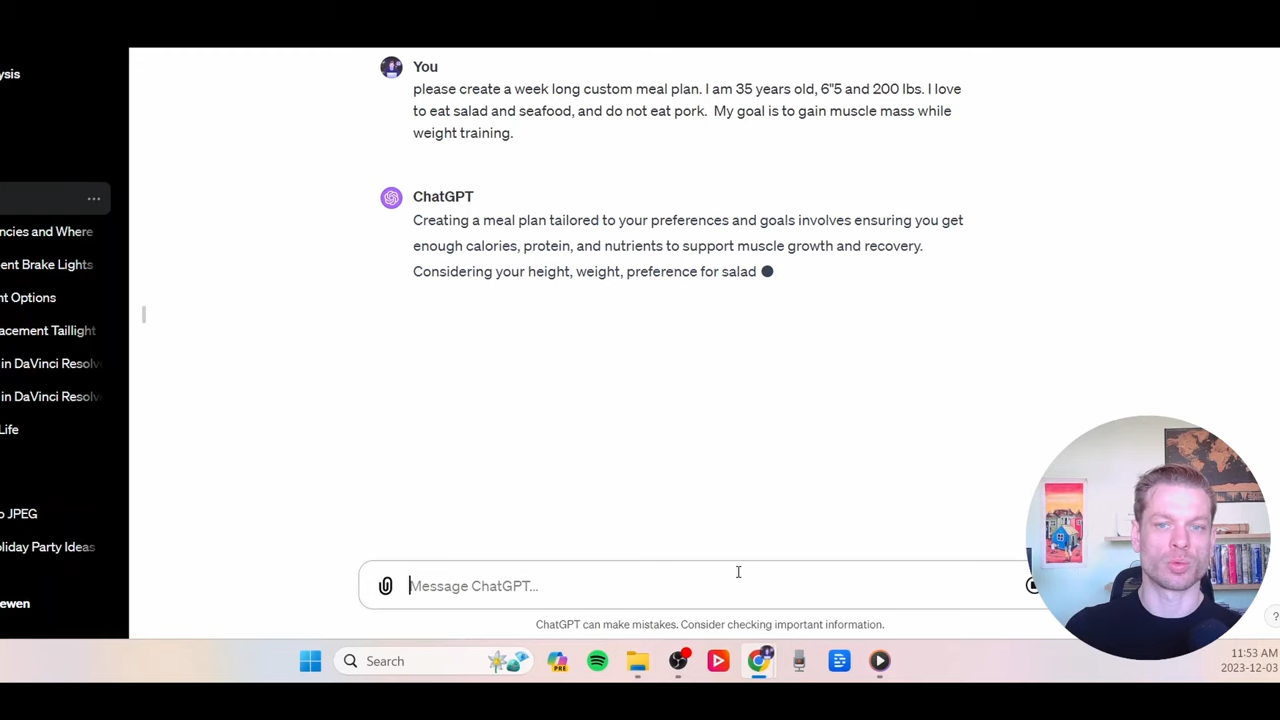 ysis
...
ncies and Where
ent Brake Lights
nt Options
acement Taillight
in DaVinci Resolv
in DaVinci Resolv
Life
o JPEG
oliday Party Ideas
ewen
You
please create a week long custom meal plan. I am 35 years old, 6"5 and 200 lbs. I love
to eat salad and seafood, and do not eat pork. My goal is to gain muscle mass while
weight training.
ChatGPT
Creating a meal plan tailored to your preferences and goals involves ensuring you get
enough calories, protein, and nutrients to support muscle growth and recovery.
Considering your height, weight, preference for salad
Message ChatGPT...
ChatGPT can make mistakes. Consider checking important information.
?
Search
PRE
11:53 AM
2023-12-03